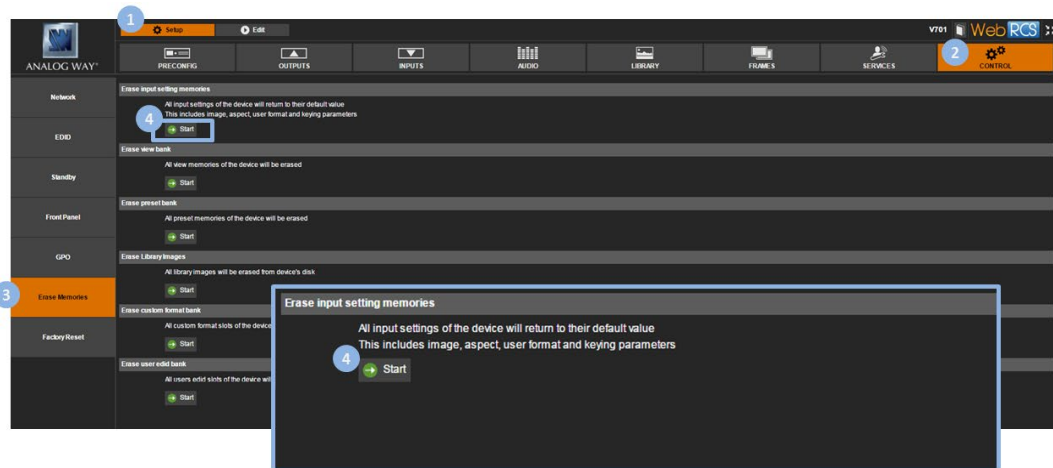 1
Setup
Edit
V701
Web RCS
ANALOG WAY®
PRECONFIG
OUTPUTS
INPUTS
AUDIO
LIBRARY
FRAMES
SERVICES
2
CONTROL
Network
EDID
Standby
Front Panel
GPO
3
Erase Memories
Factory Reset
Erase input setting memories
All input settings of the device will return to their default value
This includes image, aspect, user format and keying parameters
4
Start
Erase view bank
All view memories of the device will be erased
Start
Erase preset bank
All preset memories of the device will be erased
Start
Erase Library Images
All library images will be erased from device's disk
Start
Erase custom format bank
All custom format slots of the device
Start
Erase user edid bank
All users edid slots of the device will
Start
Erase input setting memories
All input settings of the device will return to their default value
This includes image, aspect, user format and keying parameters
4
Start